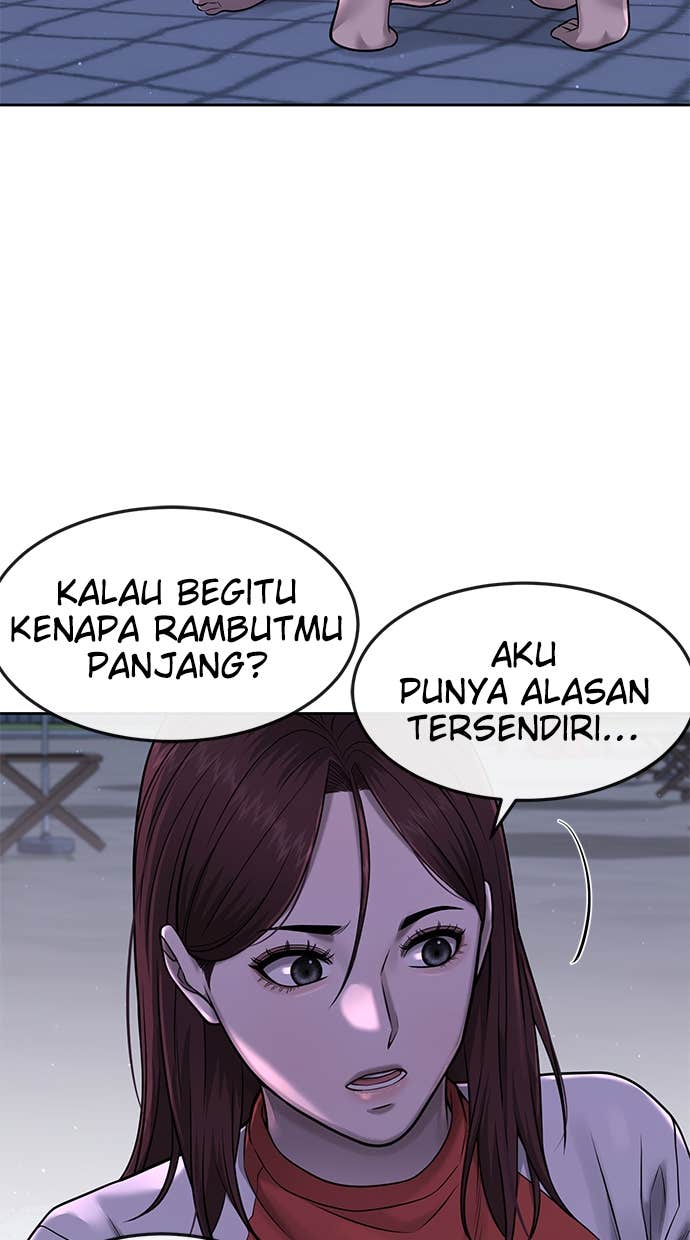 KALAU BEGITU
KENAPA RAMBUTMU
PANJANG?
AKU
PUNYA ALASAN
TERSENDIRI...